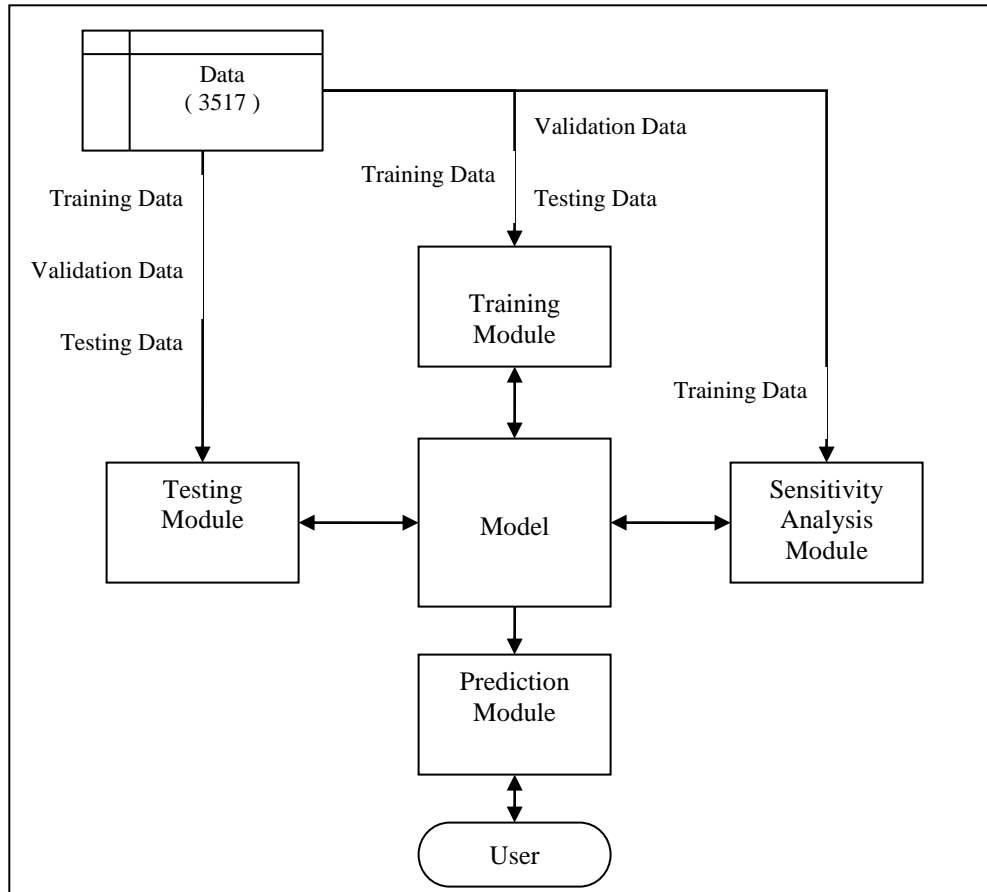 Data
( 3517 )
Validation Data
Training Data
Testing Data
Training Data
Validation Data
Testing Data
Training
Module
Training Data
Testing
Module
Model
Sensitivity
Analysis
Module
Prediction
Module
User